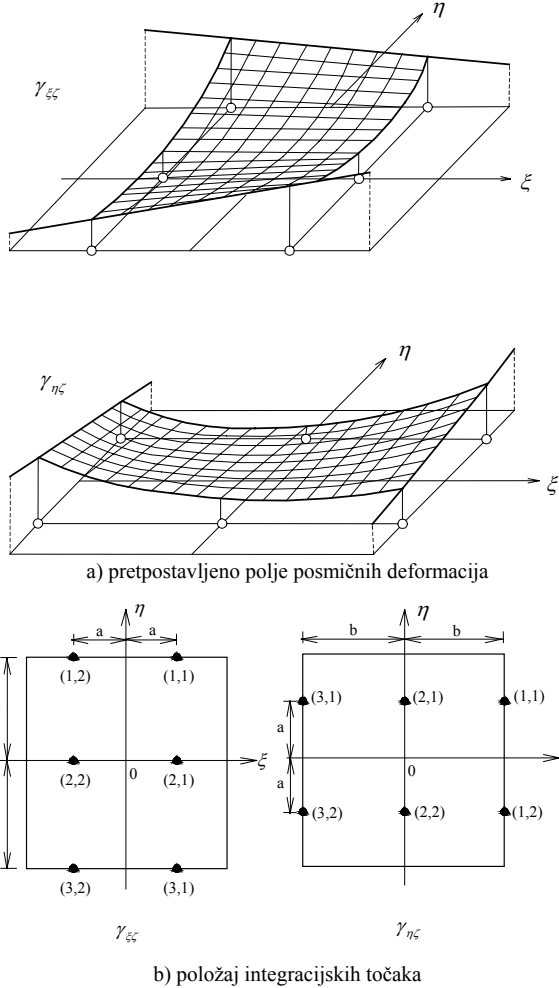 η
γξζ
ξ
η
γηζ
ξ
a) pretpostavljeno polje posmičnih deformacija
η
a a
(1,2) (1,1)
ξ
(2,2) 0 (2,1)
(3,2) (3,1)
γξζ
η
b b
(3,1) (2,1) (1,1)
a
0
a
(3,2) (2,2) (1,2)
γηζ
b) položaj integracijskih točaka